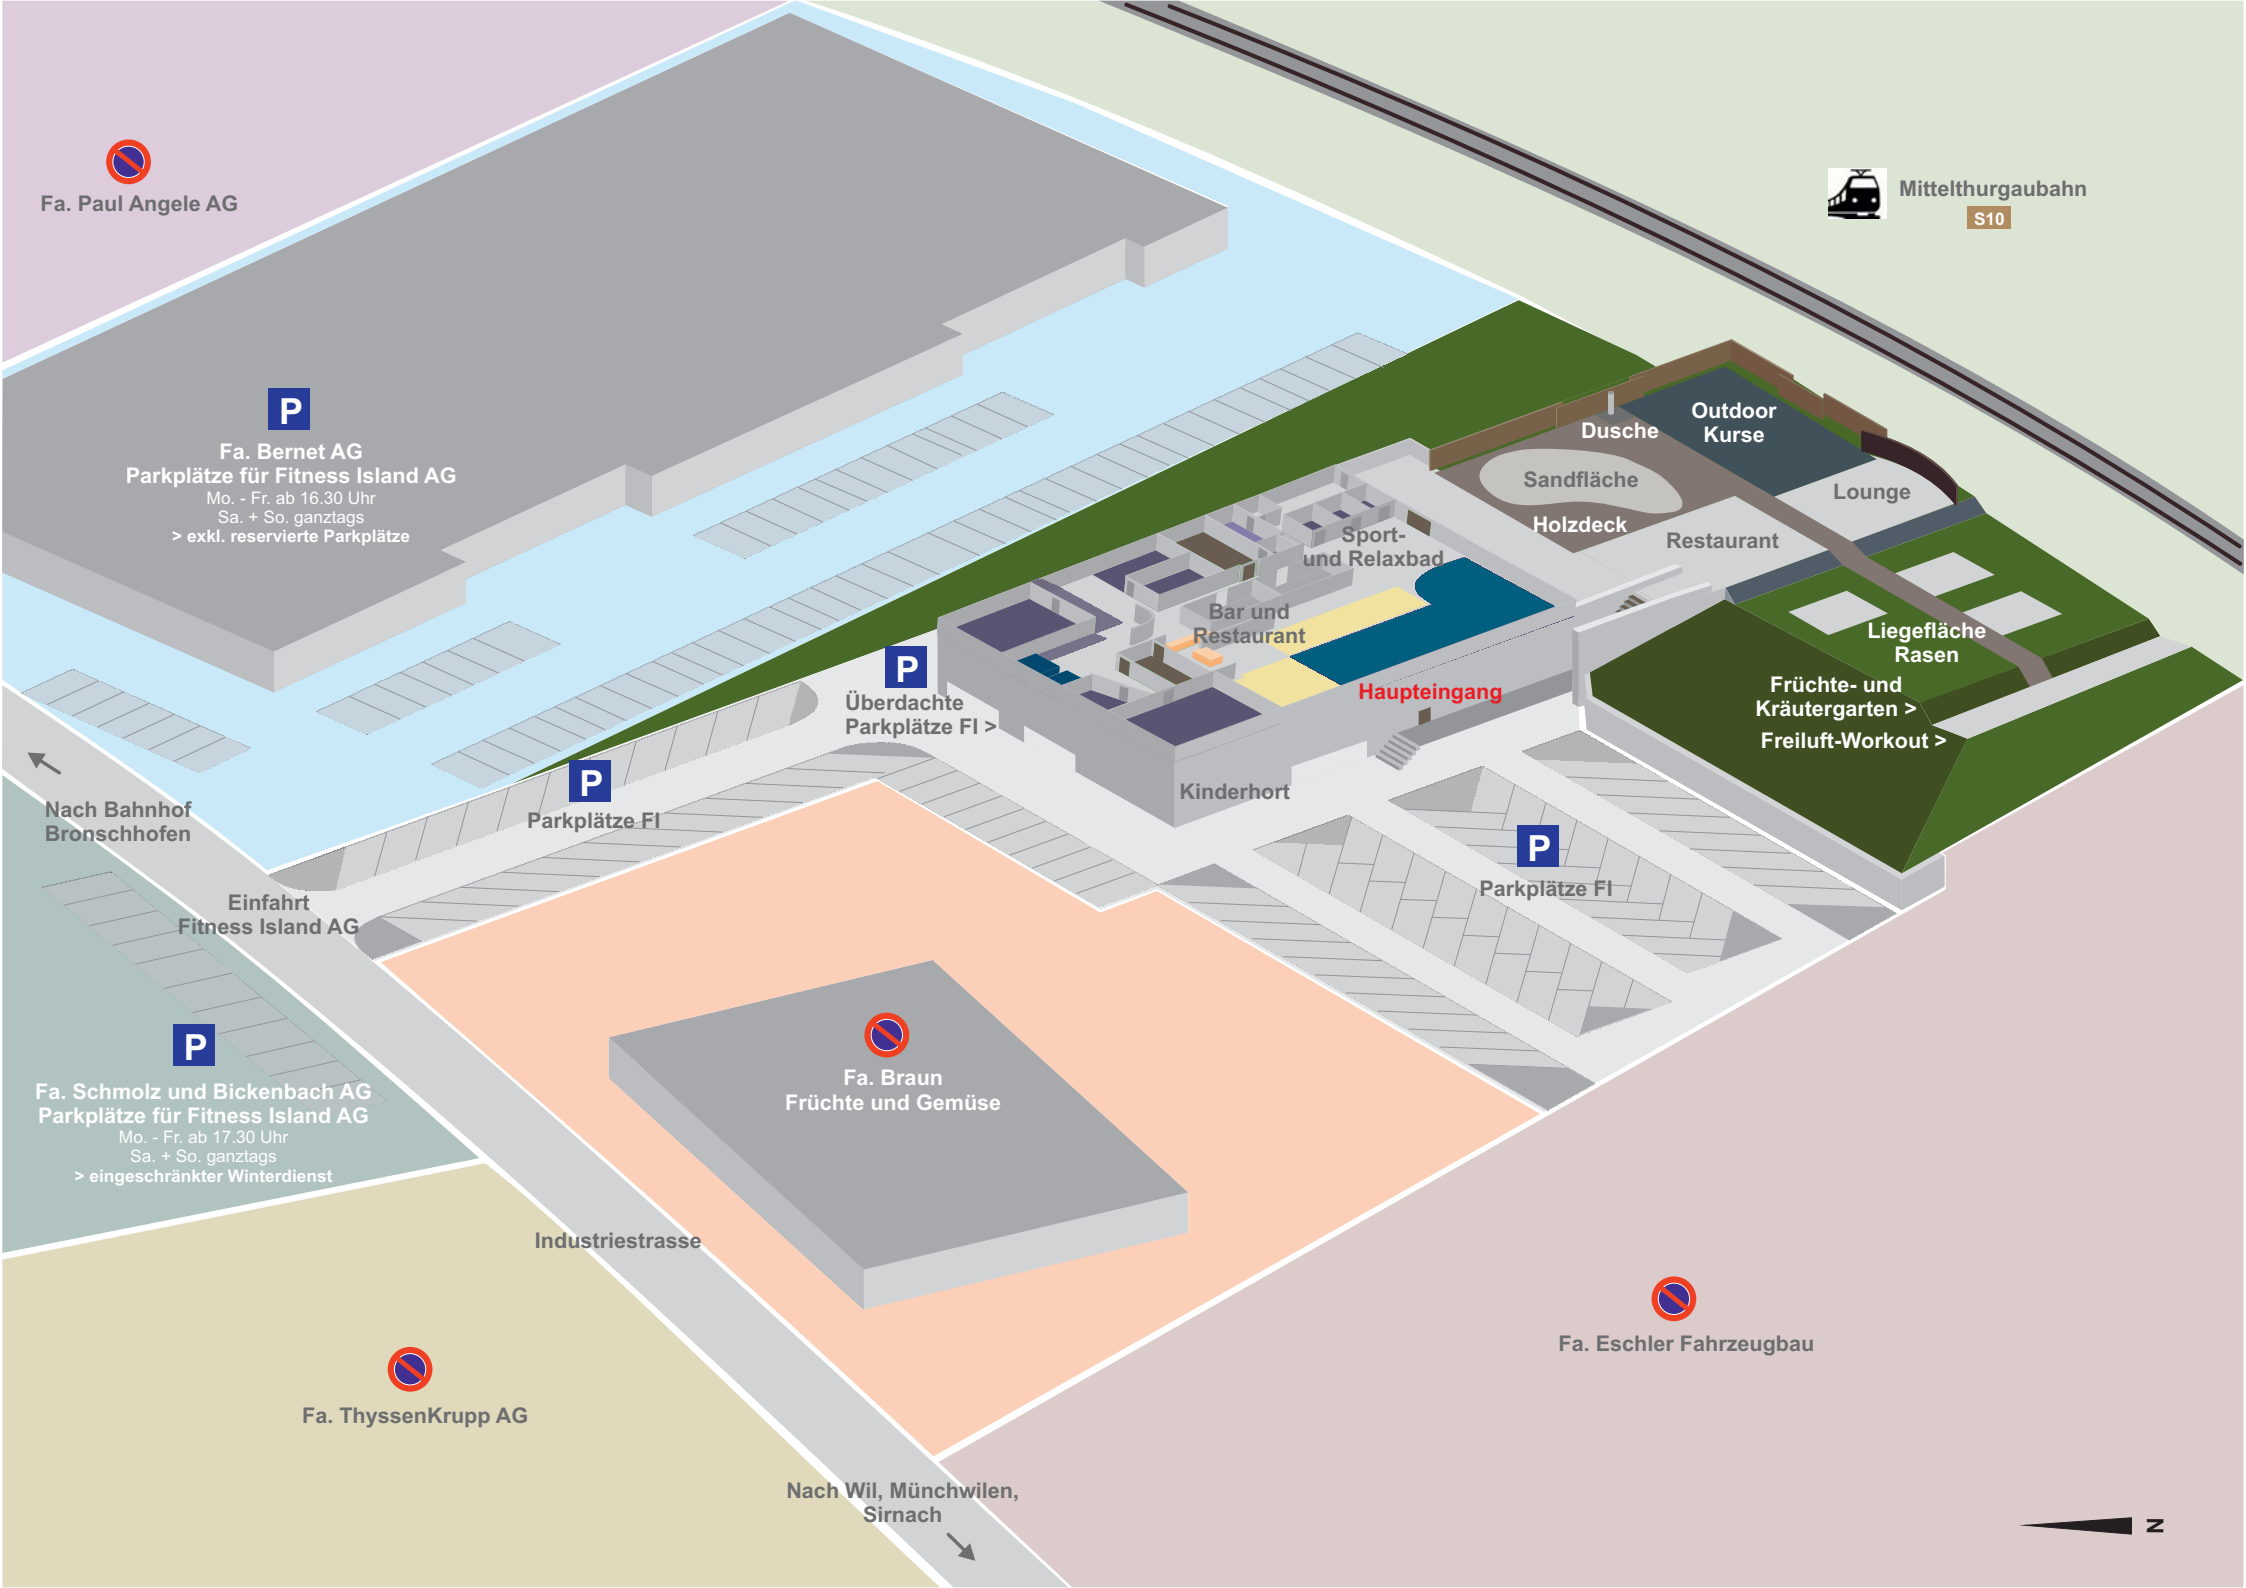 Fa. Paul Angele AG
Mittelthurgaubahn
S10
P
Fa. Bernet AG
Parkplätze für Fitness Island AG
Mo. - Fr. ab 16.30 Uhr
Sa. + So. ganztags
> exkl. reservierte Parkplätze
Outdoor
Kurse
Dusche
Sandfläche
Lounge
Holzdeck
Restaurant
Sport-
und Relaxbad
Bar und
Restaurant
Liegefläche
Rasen
P
Überdachte
Parkplätze FI >
Haupteingang
Früchte- und
Kräutergarten >
Freiluft-Workout >
P
Parkplätze FI
Kinderhort
Nach Bahnhof
Bronschhofen
P
Parkplätze FI
Einfahrt
Fitness Island AG
P
Fa. Schmolz und Bickenbach AG
Parkplätze für Fitness Island AG
Mo. - Fr. ab 17.30 Uhr
Sa. + So. ganztags
> eingeschränkter Winterdienst
Fa. Braun
Früchte und Gemüse
Industriestrasse
Fa. Eschler Fahrzeugbau
Fa. ThyssenKrupp AG
Nach Wil, Münchwilen,
Sirnach
N